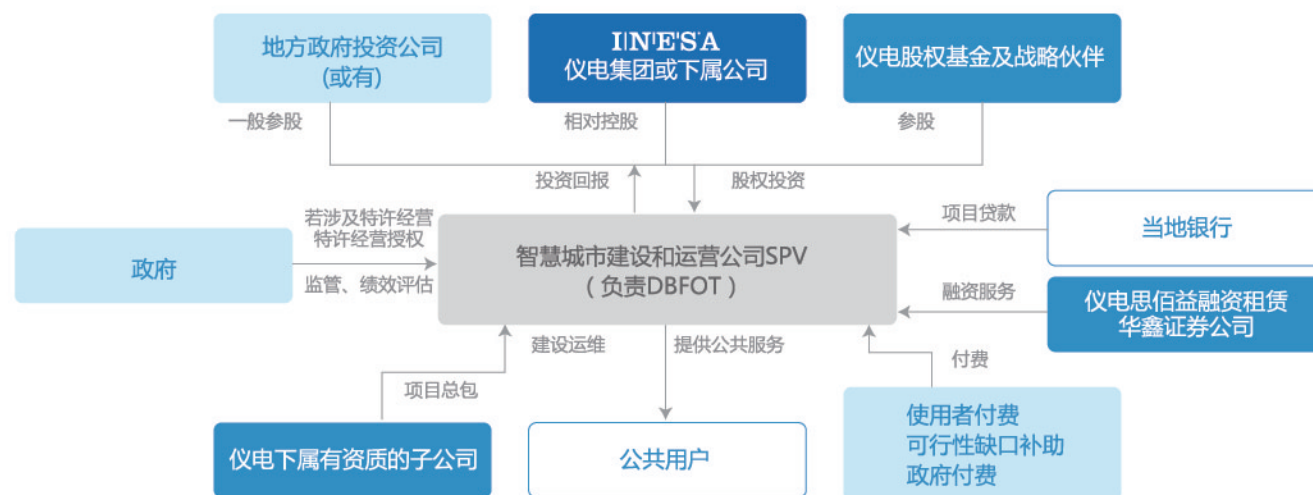 地方政府投资公司
(或有)
INESA
仪电集团或下属公司
仪电股权基金及战略伙伴
一般参股
相对控股
参股
投资回报
股权投资
政府
若涉及特许经营
特许经营授权
监管、绩效评估
智慧城市建设和运营公司SPV
(负责DBFOT)
项目贷款
当地银行
融资服务
仪电思佰益融资租赁
华鑫证券公司
建设运维
提供公共服务
付费
项目总包
仪电下属有资质的子公司
公共用户
使用者付费
可行性缺口补助
政府付费